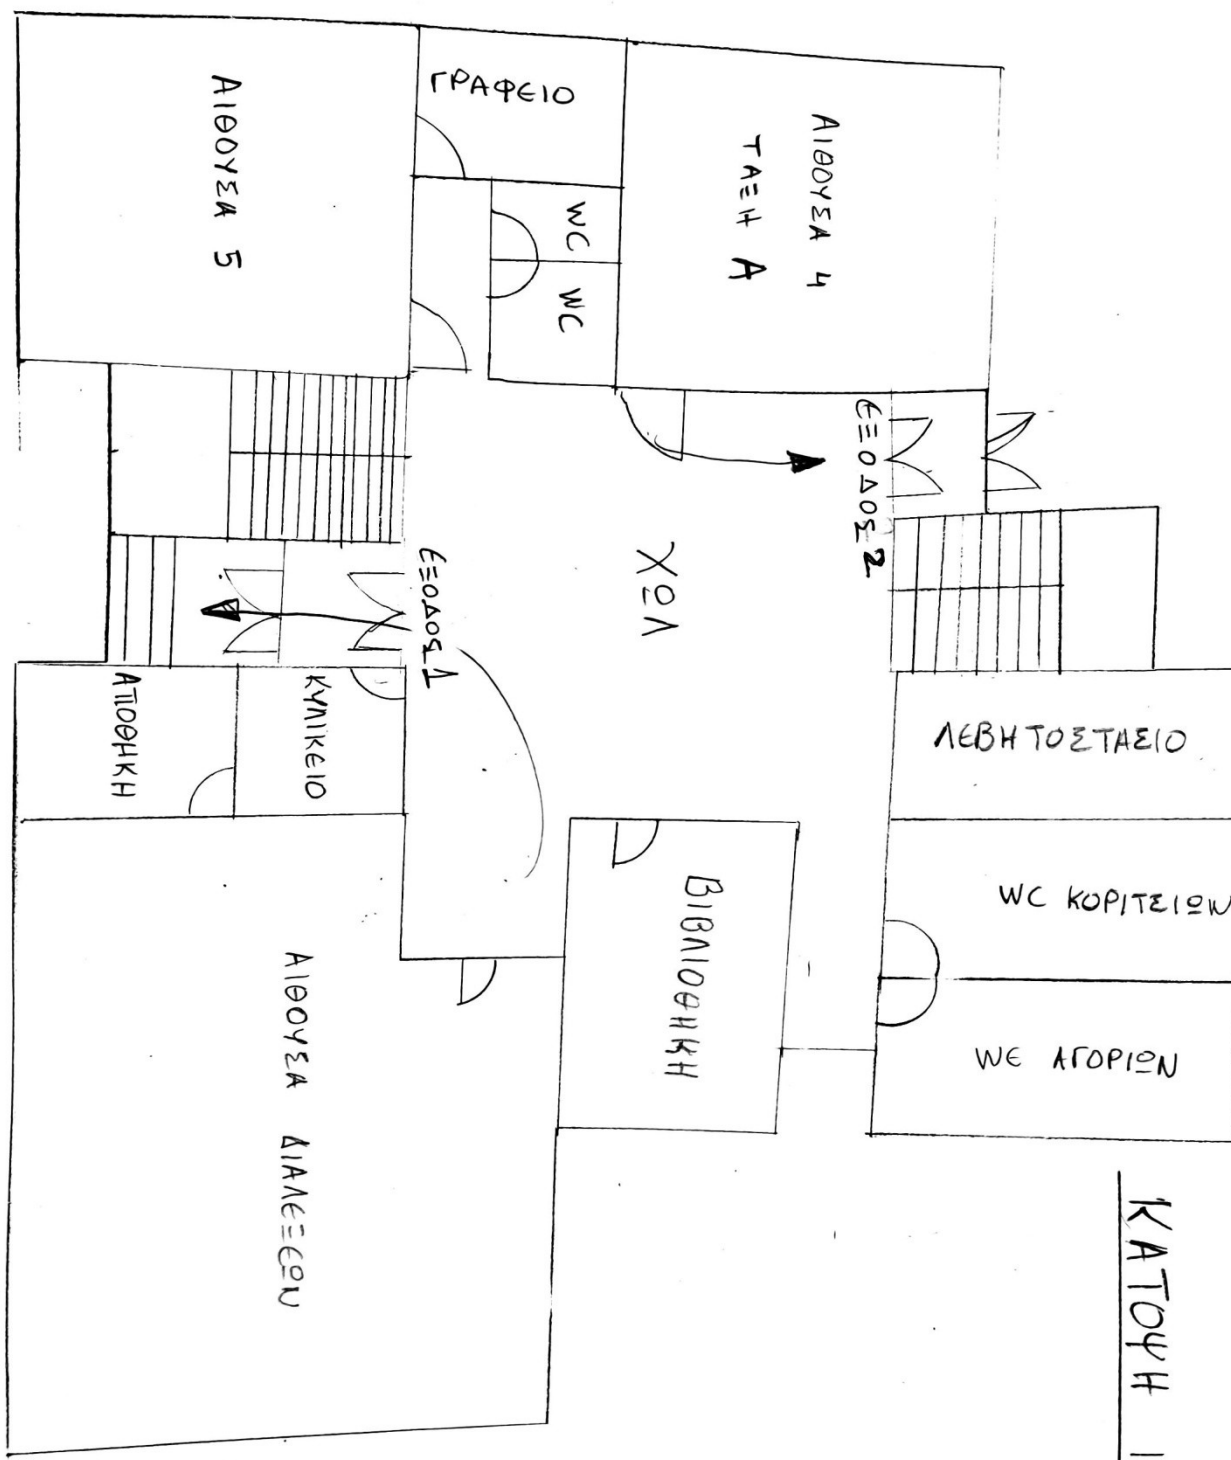 ΓΡΑΦΕΙΟ
ΑΙΘΟΥΣΑ 5
ΑΙΘΟΥΣΑ 4
ΤΑΞΗ Α
WC
WC
ΕΞΟΔΟΣ 2
ΧΩΛ
ΕΞΟΔΟΣ 1
ΑΠΟΘΗΚΗ
ΚΥΛΙΚΕΙΟ
ΛΕΒΗΤΟΣΤΑΣΙΟ
WC ΚΟΡΙΤΣΙΩΝ
WC ΑΓΟΡΙΩΝ
ΒΙΒΛΙΟΘΗΚΗ
ΑΙΘΟΥΣΑ ΔΙΑΛΕΞΕΩΝ
ΚΑΤΟΨΗ